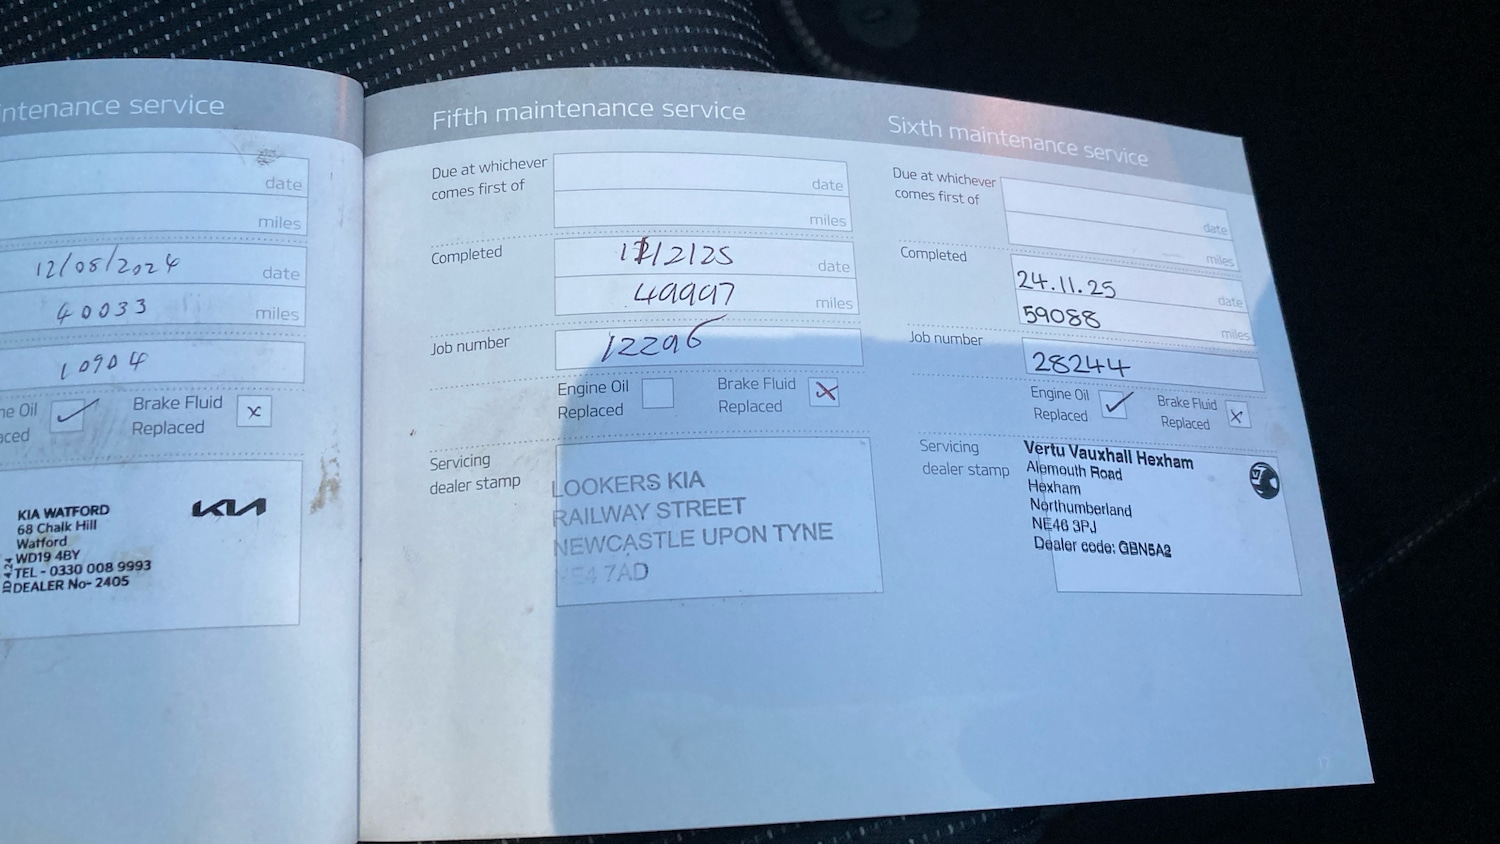 ntenance service
date
miles
12/08/2024 date
40033 miles
10904
ne Oil
aced
Brake Fluid
Replaced
x
KIA WATFORD
68 Chalk Hill
Watford
WD19 4BY
TEL - 0330 008 9993
DEALER No- 2405
KIA
Fifth maintenance service
Due at whichever
comes first of
date
miles
Completed
date
49997 miles
Job number
12296
Engine Oil
Replaced
Brake Fluid
Replaced
Servicing
dealer stamp
LOOKERS KIA
RAILWAY STREET
NEWCASTLE UPON TYNE
NE4 7AD
Sixth maintenance service
Due at whichever
comes first of
date
miles
Completed
24.11.25 date
59088 miles
Job number
28244
Engine Oil
Replaced
Brake Fluid
Replaced
x
Servicing
dealer stamp
Vertu Vauxhall Hexham
Alemouth Road
Hexham
Northumberland
NE46 3PJ
Dealer code: GBN5A2
17